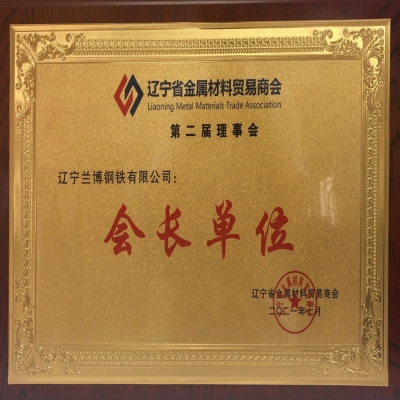 辽宁省金属材料贸易商会
Liaoning Metal Materials Trade Association
第二届理事会
辽宁兰博钢铁有限公司：
会长单位
辽宁省金属材料贸易商会
二〇二一年七月